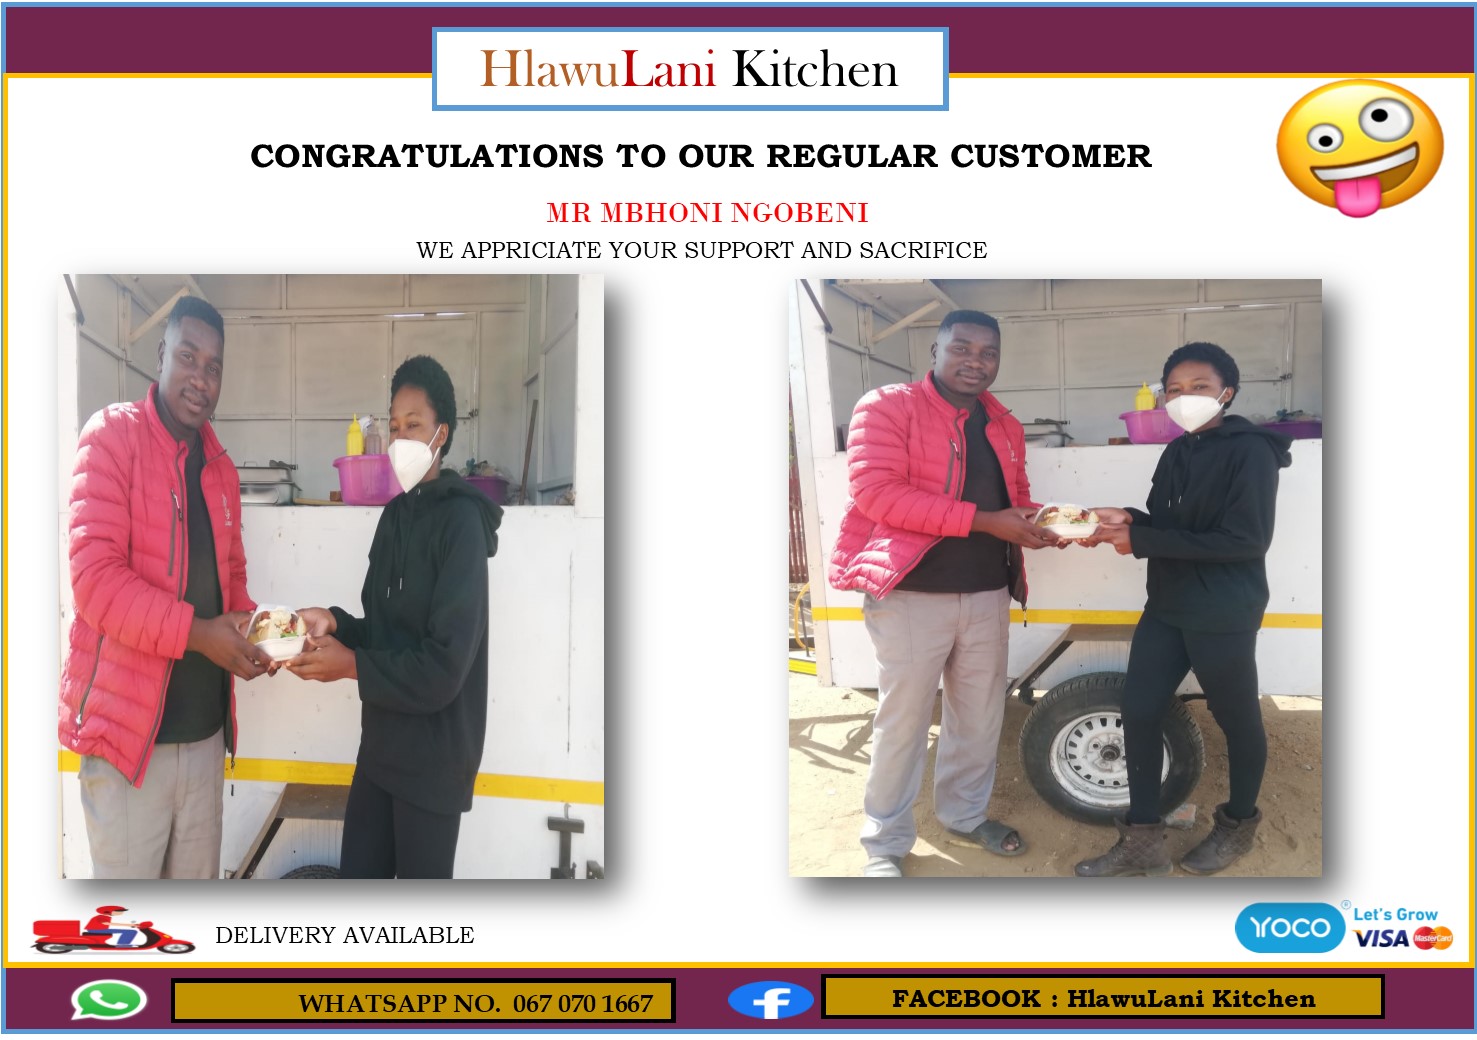 HlawuLani Kitchen
CONGRATULATIONS TO OUR REGULAR CUSTOMER
MR MBHONI NGOBENI
WE APPRICIATE YOUR SUPPORT AND SACRIFICE
DELIVERY AVAILABLE
yoco ® Let's Grow
VISA MasterCard
WHATSAPP NO. 067 070 1667
FACEBOOK : HlawuLani Kitchen